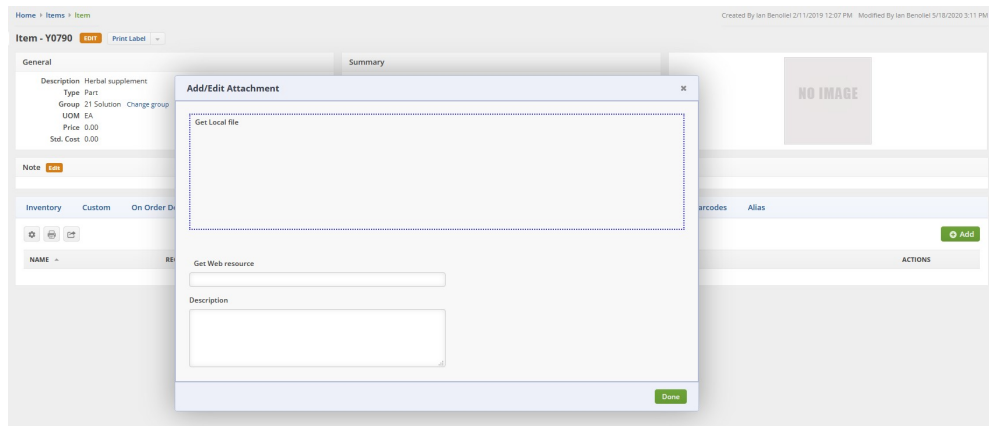 Home › Items › Item
Created By Ian Benoliel 2/11/2019 12:07 PM Modified By Ian Benoliel 5/18/2020 3:11 PM
Item - Y0790 EDIT Print Label
General
Summary
Description Herbal supplement
Type Part
Group 21 Solution Change group
UOM EA
Price 0.00
Std. Cost 0.00
NO IMAGE
Note Edit
Inventory Custom On Order
arcodes Alias
Add
NAME
ACTIONS
Add/Edit Attachment
Get Local file
Get Web resource
Description
Done